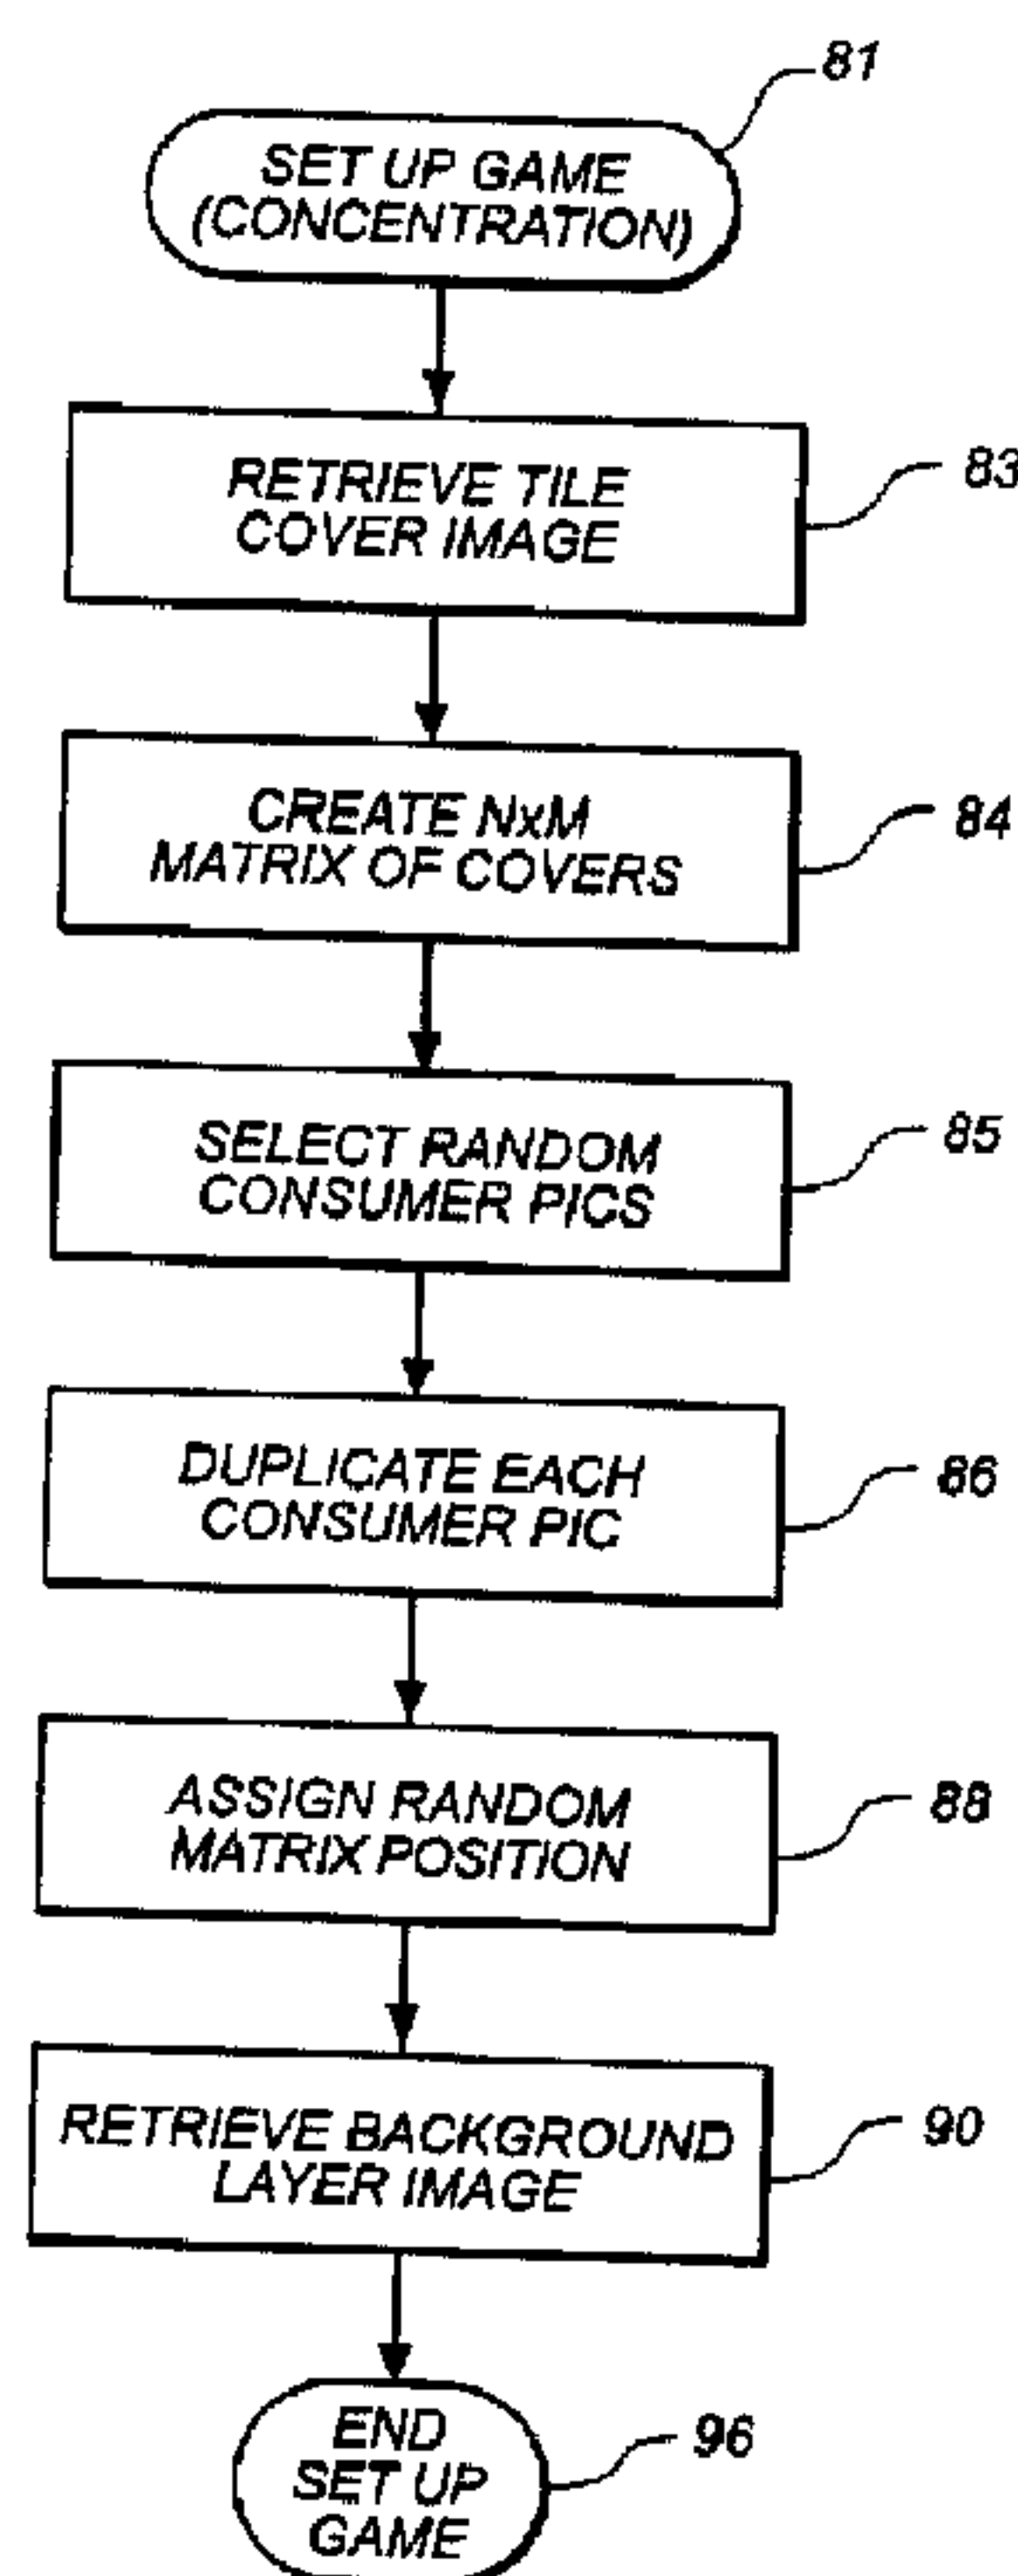 81
SET UP GAME
(CONCENTRATION)
RETRIEVE TILE
COVER IMAGE
83
CREATE NxM
MATRIX OF COVERS
84
SELECT RANDOM
CONSUMER PICS
85
DUPLICATE EACH
CONSUMER PIC
86
ASSIGN RANDOM
MATRIX POSITION
88
RETRIEVE BACKGROUND
LAYER IMAGE
90
END
SET UP
GAME
96